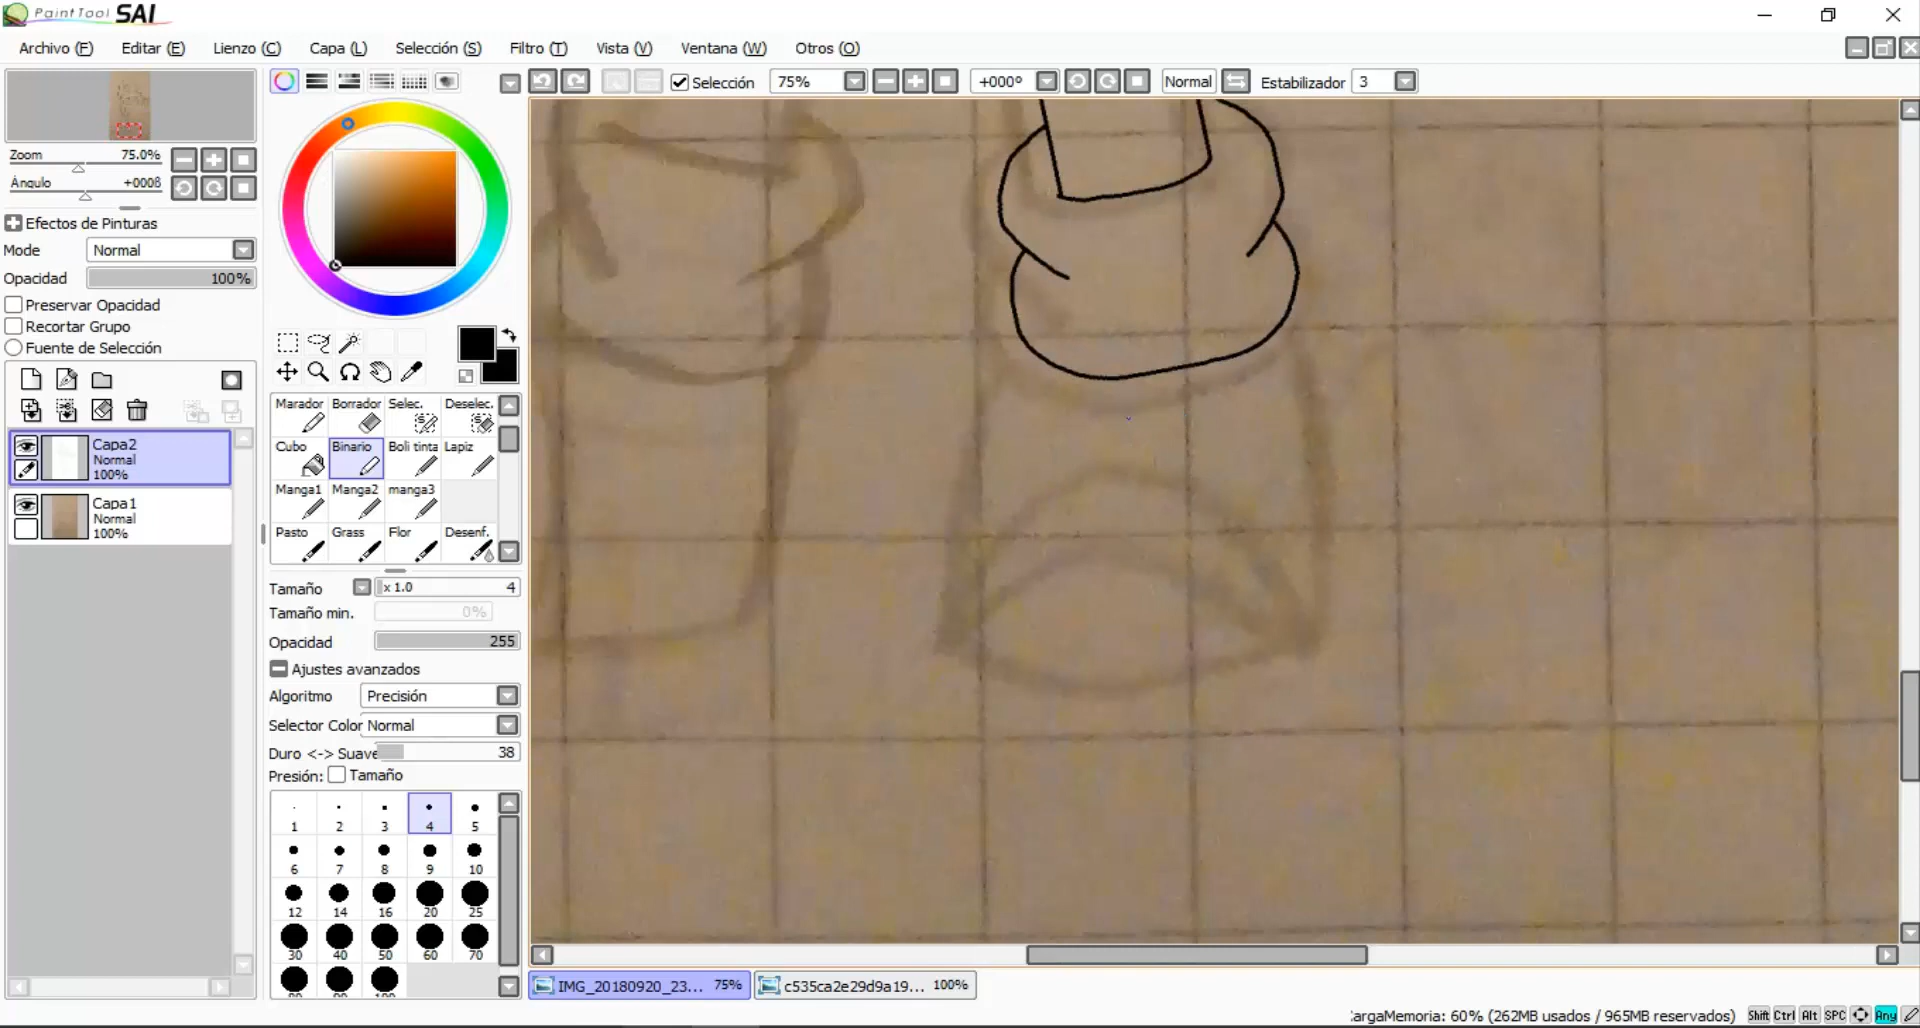 PaintTool SAI
Archivo (F) Editar (E) Lienzo (C) Capa (L) Selección (S) Filtro (T) Vista (V) Ventana (W) Otros (O)
Selección 75% +000º Normal Estabilizador 3
Zoom 75.0%
Ángulo +000ß
Efectos de Pinturas
Mode Normal
Opacidad 100%
Preservar Opacidad
Recortar Grupo
Fuente de Selección
Capa2
Normal
100%
Capa1
Normal
100%
Marador Borrador Selec. Deselec.
Cubo Binario Boli tinta Lapiz
Manga1 Manga2 manga3
Pasto Grass Flor Desenf.
Tamaño x 1.0 4
Tamaño min. 0%
Opacidad 255
Ajustes avanzados
Algoritmo Precisión
Selector Color Normal
Duro <-> Suave 38
Presión: Tamaño
1 2 3 4 5
6 7 8 9 10
12 14 16 20 25
30 40 50 60 70
IMG_20180920_23... 75% c535ca2e29d9a19... 100%
argaMemoria: 60% (262MB usados / 965MB reservados) Shift Ctrl Alt SPC Any